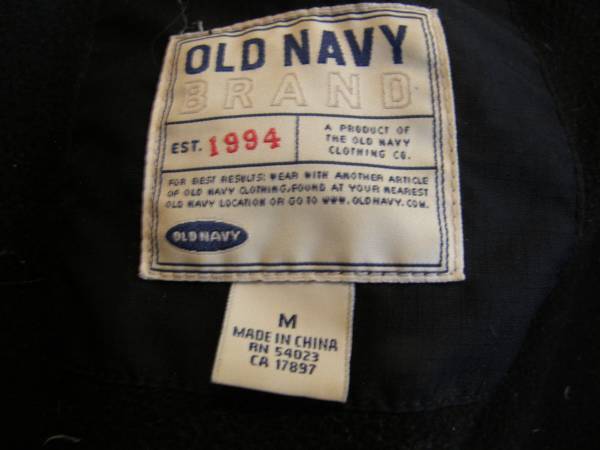 OLD NAVY
BRAND
EST. 1994
A PRODUCT OF
THE OLD NAVY
CLOTHING CO.
FOR BEST RESULTS: WEAR WITH ANOTHER ARTICLE
OF OLD NAVY CLOTHING, FOUND AT YOUR NEAREST
OLD NAVY LOCATION OR GO TO WWW.OLDNAVY.COM.
OLD NAVY
M
MADE IN CHINA
RN 54023
CA 17897